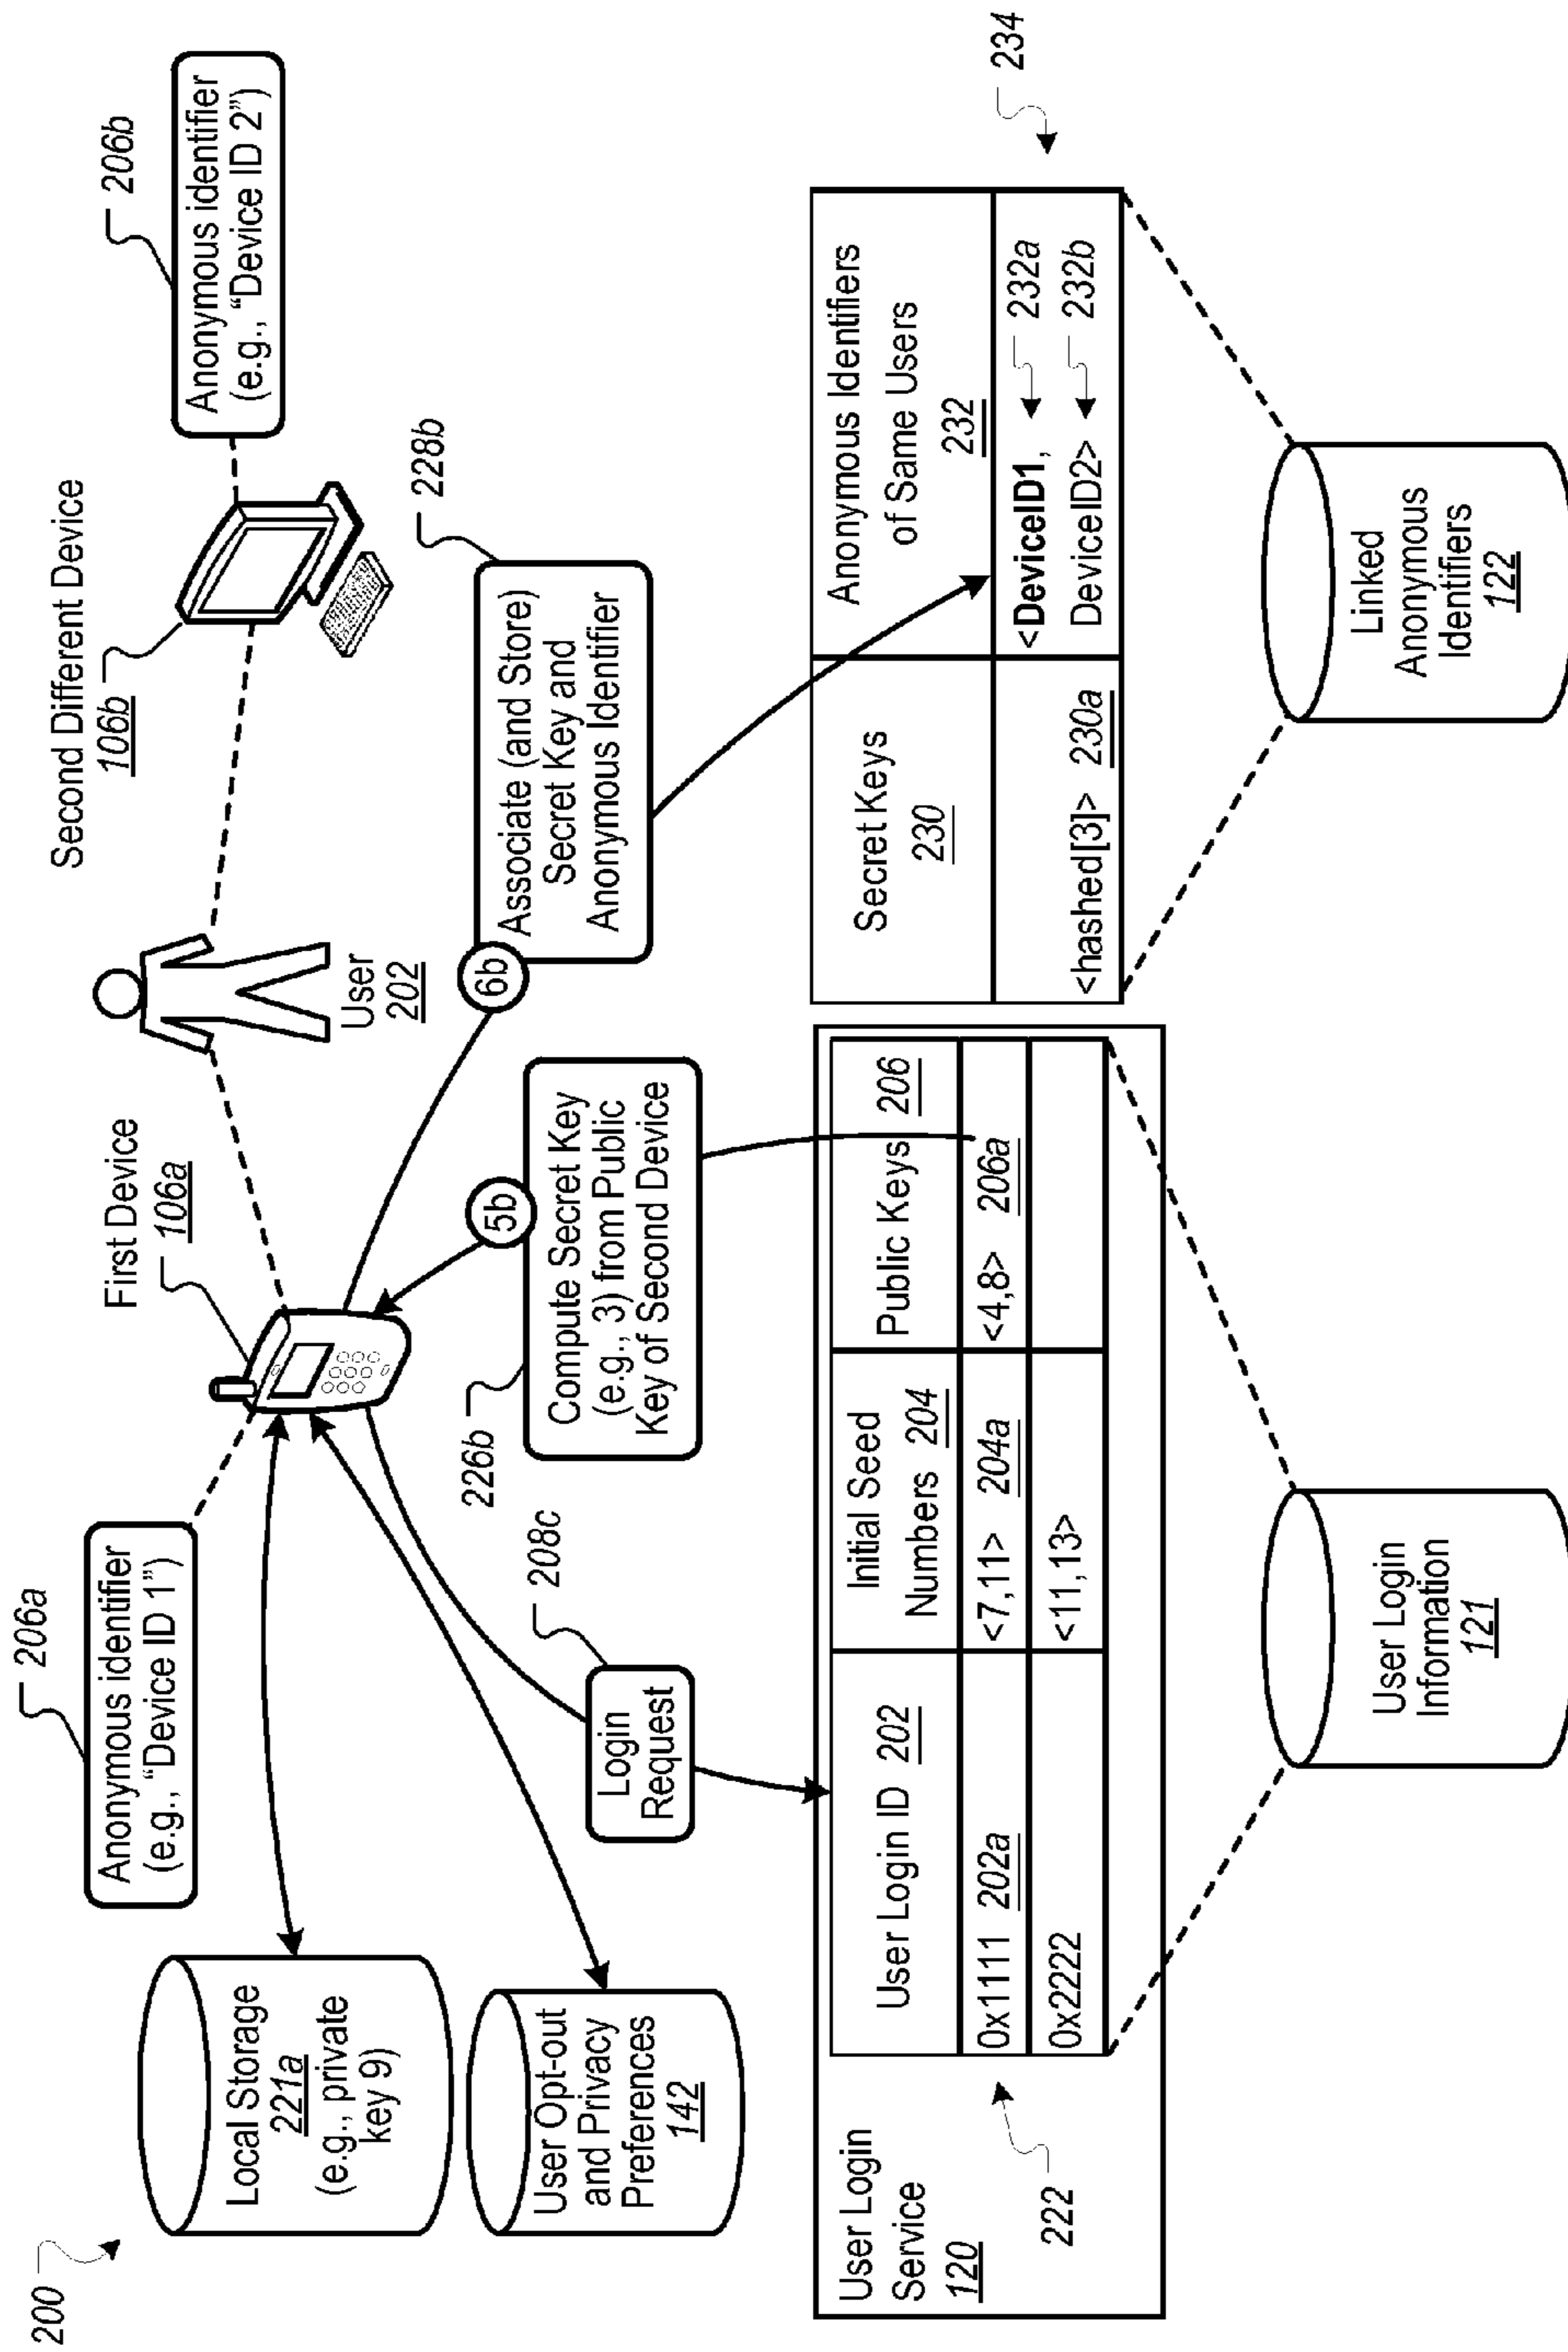 200
Local Storage
221a
(e.g., private
key 9)
User Opt-out
and Privacy
Preferences
142
206a
Anonymous identifier
(e.g., “Device ID 1”)
First Device
106a
User
202
Second Different Device
106b
206b
Anonymous identifier
(e.g., “Device ID 2”)
208c
Login
Request
226b
5b
Compute Secret Key
(e.g., 3) from Public
Key of Second Device
6b
228b
Associate (and Store)
Secret Key and
Anonymous Identifier
User Login
Service
120
222
User Login ID 202
Initial Seed
Numbers 204
Public Keys 206
0x1111 202a
<7,11> 204a
<4,8> 206a
0x2222
<11,13>
User Login
Information
121
234
Secret Keys
230
Anonymous Identifiers
of Same Users
232
<hashed[3]> 230a
<DeviceID1, 232a
DeviceID2> 232b
Linked
Anonymous
Identifiers
122